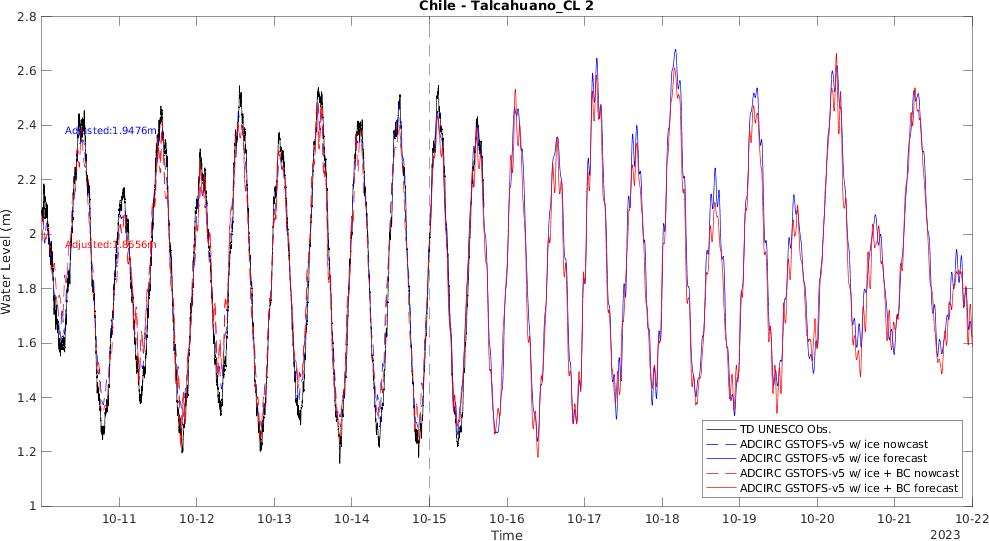 Chile - Talcahuano_CL 2
2.8
2.6
2.4
2.2
2
1.8
1.6
1.4
1.2
1
Water Level (m)
Adjusted:1.9476m
Adjusted:1.8656m
TD UNESCO Obs.
ADCIRC GSTOFS-v5 w/ ice nowcast
ADCIRC GSTOFS-v5 w/ ice forecast
ADCIRC GSTOFS-v5 w/ ice + BC nowcast
ADCIRC GSTOFS-v5 w/ ice + BC forecast
10-11 10-12 10-13 10-14 10-15 10-16 10-17 10-18 10-19 10-20 10-21 10-22
Time
2023